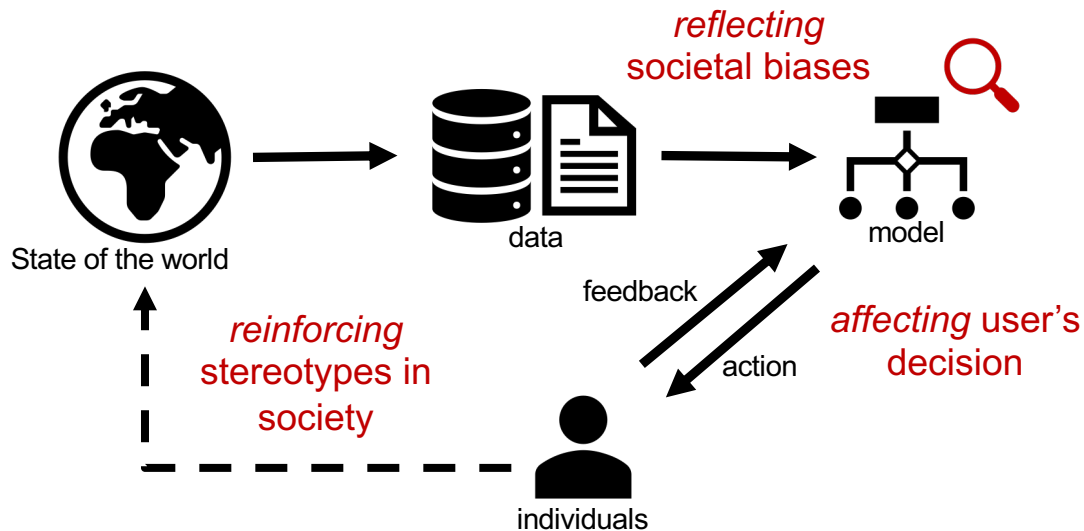 reflecting
societal biases
State of the world
data
model
feedback
action
affecting user's
decision
reinforcing
stereotypes in
society
individuals